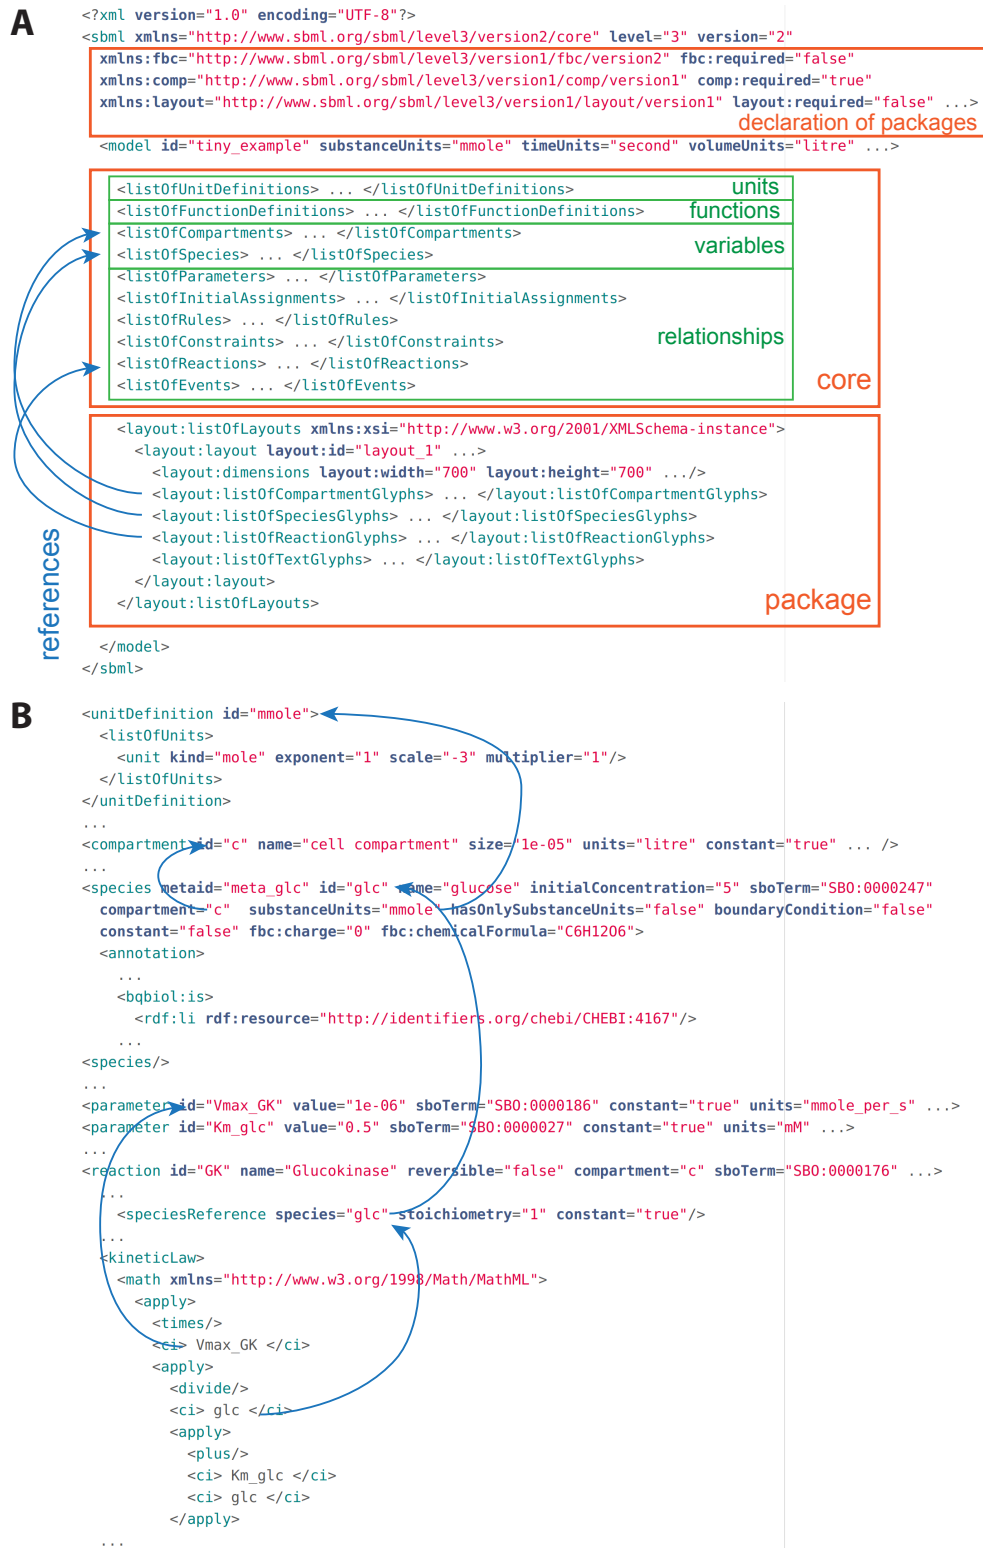 A
<?xml version="1.0" encoding="UTF-8"?>
<sbml xmlns="http://www.sbml.org/sbml/level3/version2/core" level="3" version="2"
xmlns:fbc="http://www.sbml.org/sbml/level3/version1/fbc/version2" fbc:required="false"
xmlns:comp="http://www.sbml.org/sbml/level3/version1/comp/version1" comp:required="true"
xmlns:layout="http://www.sbml.org/sbml/level3/version1/layout/version1" layout:required="false" ...>
declaration of packages
<model id="tiny_example" substanceUnits="mmole" timeUnits="second" volumeUnits="litre" ...>
<listOfUnitDefinitions> ... </listOfUnitDefinitions> units
<listOfFunctionDefinitions> ... </listOfFunctionDefinitions> functions
<listOfCompartments> ... </listOfCompartments>
variables
<listOfSpecies> ... </listOfSpecies>
<listOfParameters> ... </listOfParameters>
<listOfInitialAssignments> ... </listOfInitialAssignments>
<listOfRules> ... </listOfRules>
relationships
<listOfConstraints> ... </listOfConstraints>
<listOfReactions> ... </listOfReactions>
<listOfEvents> ... </listOfEvents>
core
<layout:listOfLayouts xmlns:xsi="http://www.w3.org/2001/XMLSchema-instance">
<layout:layout layout:id="layout_1" ...>
<layout:dimensions layout:width="700" layout:height="700" .../>
<layout:listOfCompartmentGlyphs> ... </layout:listOfCompartmentGlyphs>
<layout:listOfSpeciesGlyphs> ... </layout:listOfSpeciesGlyphs>
<layout:listOfReactionGlyphs> ... </layout:listOfReactionGlyphs>
<layout:listOfTextGlyphs> ... </layout:listOfTextGlyphs>
</layout:layout>
</layout:listOfLayouts>
package
references
</model>
</sbml>
B
<unitDefinition id="mmole">
<listOfUnits>
<unit kind="mole" exponent="1" scale="-3" multiplier="1"/>
</listOfUnits>
</unitDefinition>
...
<compartment id="c" name="cell compartment" size="1e-05" units="litre" constant="true" ... />
...
<species metaid="meta_glc" id="glc" name="glucose" initialConcentration="5" sboTerm="SBO:0000247"
compartment="c" substanceUnits="mmole" hasOnlySubstanceUnits="false" boundaryCondition="false"
constant="false" fbc:charge="0" fbc:chemicalFormula="C6H12O6">
<annotation>
...
<bqbiol:is>
<rdf:li rdf:resource="http://identifiers.org/chebi/CHEBI:4167"/>
...
<species/>
...
<parameter id="Vmax_GK" value="1e-06" sboTerm="SBO:0000186" constant="true" units="mmole_per_s" ...>
<parameter id="Km_glc" value="0.5" sboTerm="SBO:0000027" constant="true" units="mM" ...>
...
<reaction id="GK" name="Glucokinase" reversible="false" compartment="c" sboTerm="SBO:0000176" ...>
...
<speciesReference species="glc" stoichiometry="1" constant="true"/>
...
<kineticLaw>
<math xmlns="http://www.w3.org/1998/Math/MathML">
<apply>
<times/>
<ci> Vmax_GK </ci>
<apply>
<divide/>
<ci> glc </ci>
<apply>
<plus/>
<ci> Km_glc </ci>
<ci> glc </ci>
</apply>
...